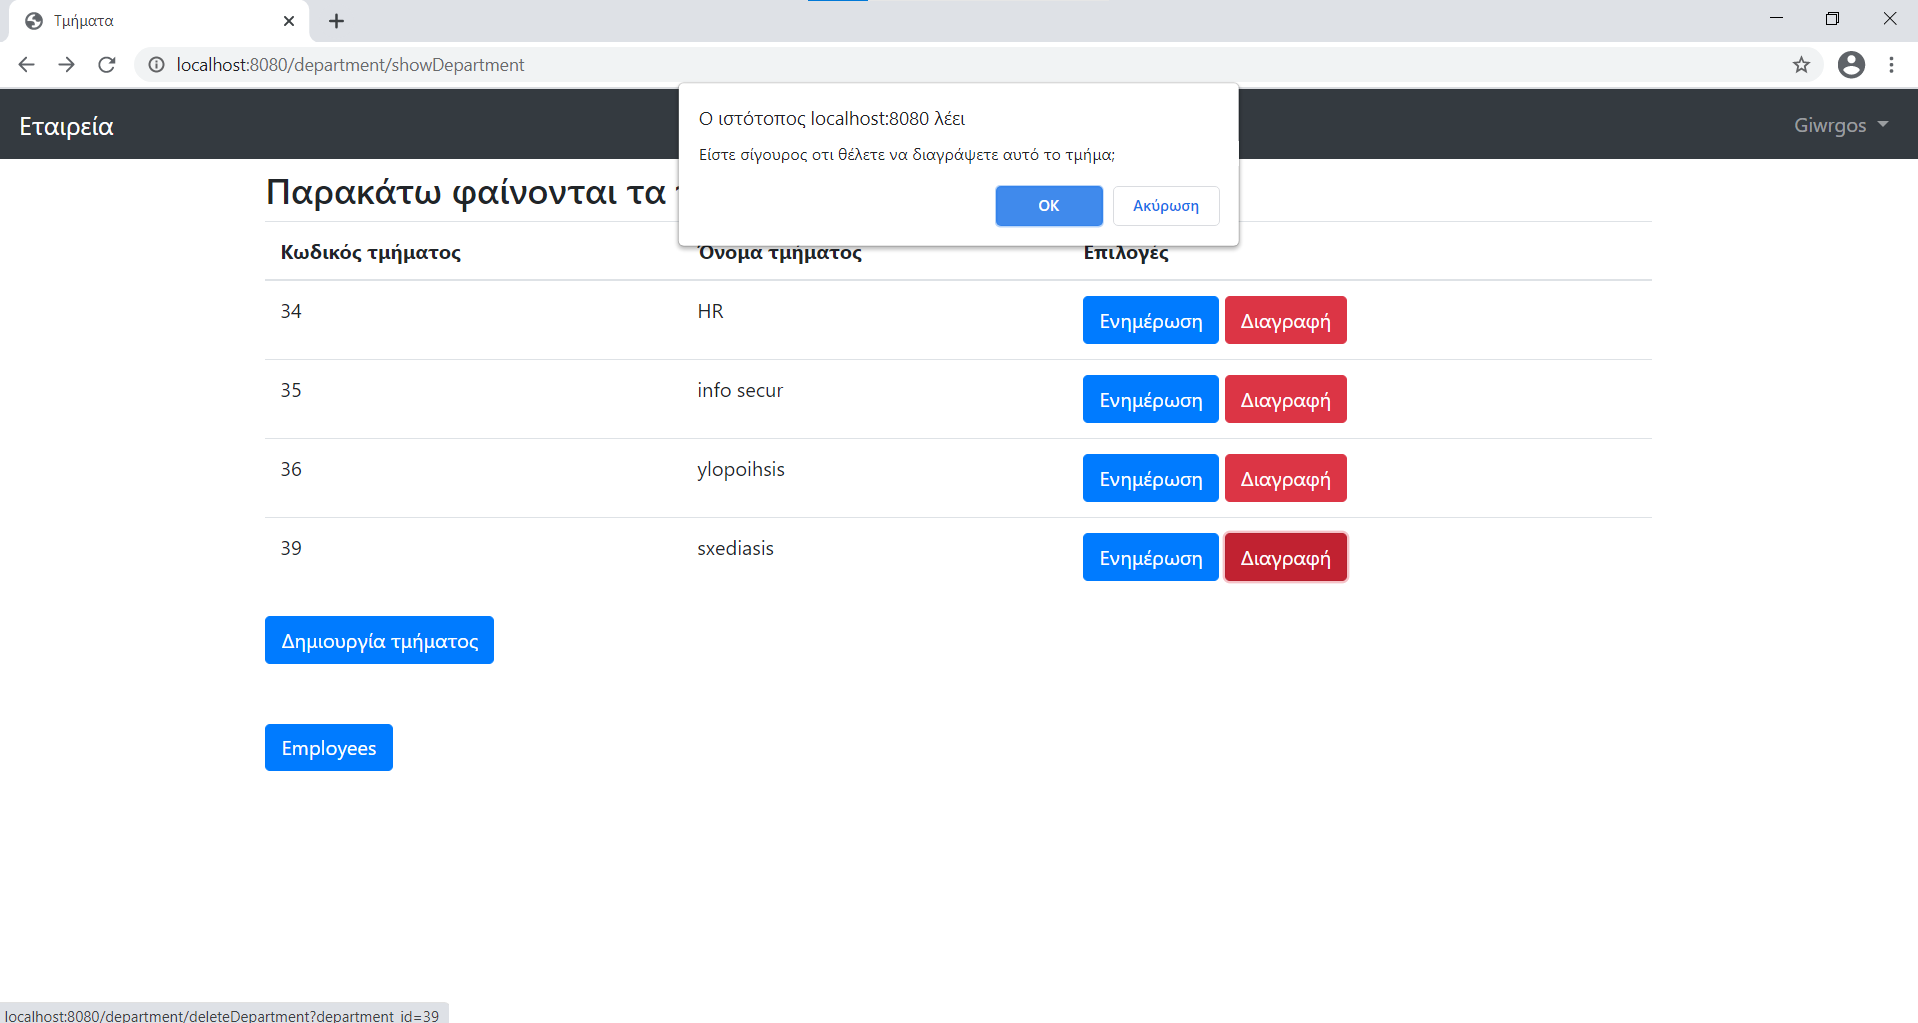 Τμήματα
localhost:8080/department/showDepartment
Εταιρεία
Giwrgos
Ο ιστότοπος localhost:8080 λέει
Είστε σίγουρος οτι θέλετε να διαγράψετε αυτό το τμήμα;
ΟΚ Ακύρωση
Παρακάτω φαίνονται τα
Κωδικός τμήματος Όνομα τμήματος Επιλογές
34 HR Ενημέρωση Διαγραφή
35 info secur Ενημέρωση Διαγραφή
36 ylopoihsis Ενημέρωση Διαγραφή
39 sxediasis Ενημέρωση Διαγραφή
Δημιουργία τμήματος
Employees
localhost:8080/department/deleteDepartment?department_id=39